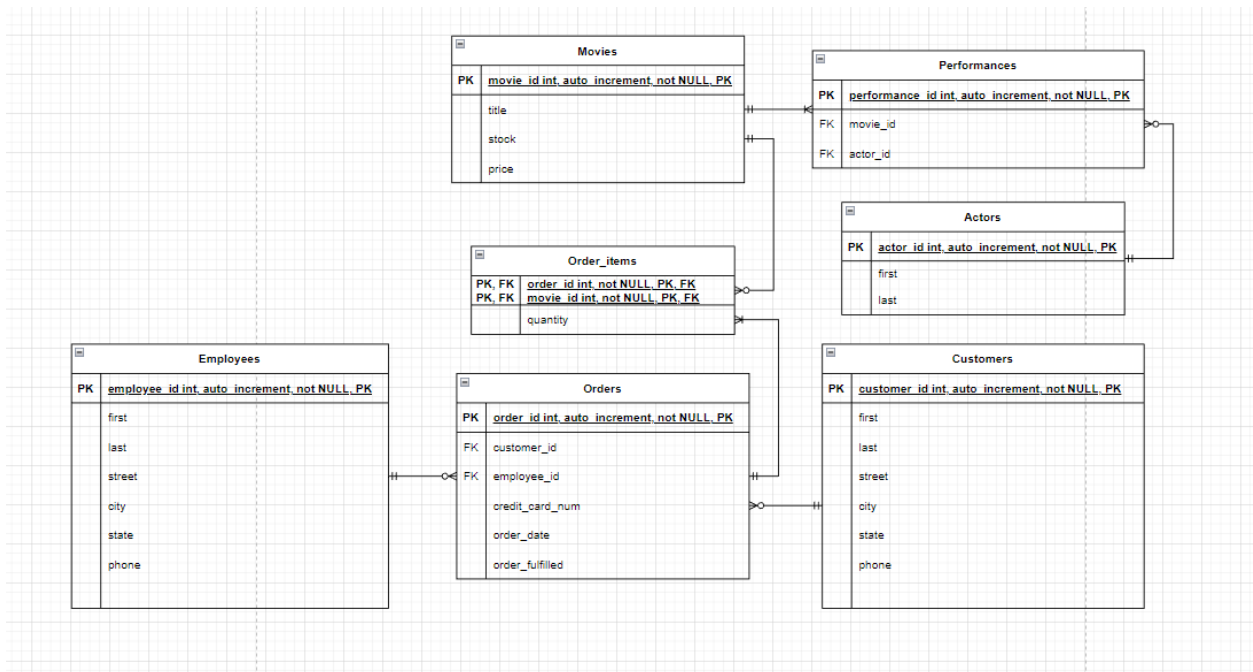 Movies
PK movie_id int, auto_increment, not NULL, PK
title
stock
price
Performances
PK performance_id int, auto_increment, not NULL, PK
FK movie_id
FK actor_id
Actors
PK actor_id int, auto_increment, not NULL, PK
first
last
Order_items
PK, FK order_id int, not NULL, PK, FK
PK, FK movie_id int, not NULL, PK, FK
quantity
Employees
PK employee_id int, auto_increment, not NULL, PK
first
last
street
city
state
phone
Orders
PK order_id int, auto_increment, not NULL, PK
FK customer_id
FK employee_id
credit_card_num
order_date
order_fulfilled
Customers
PK customer_id int, auto_increment, not NULL, PK
first
last
street
city
state
phone